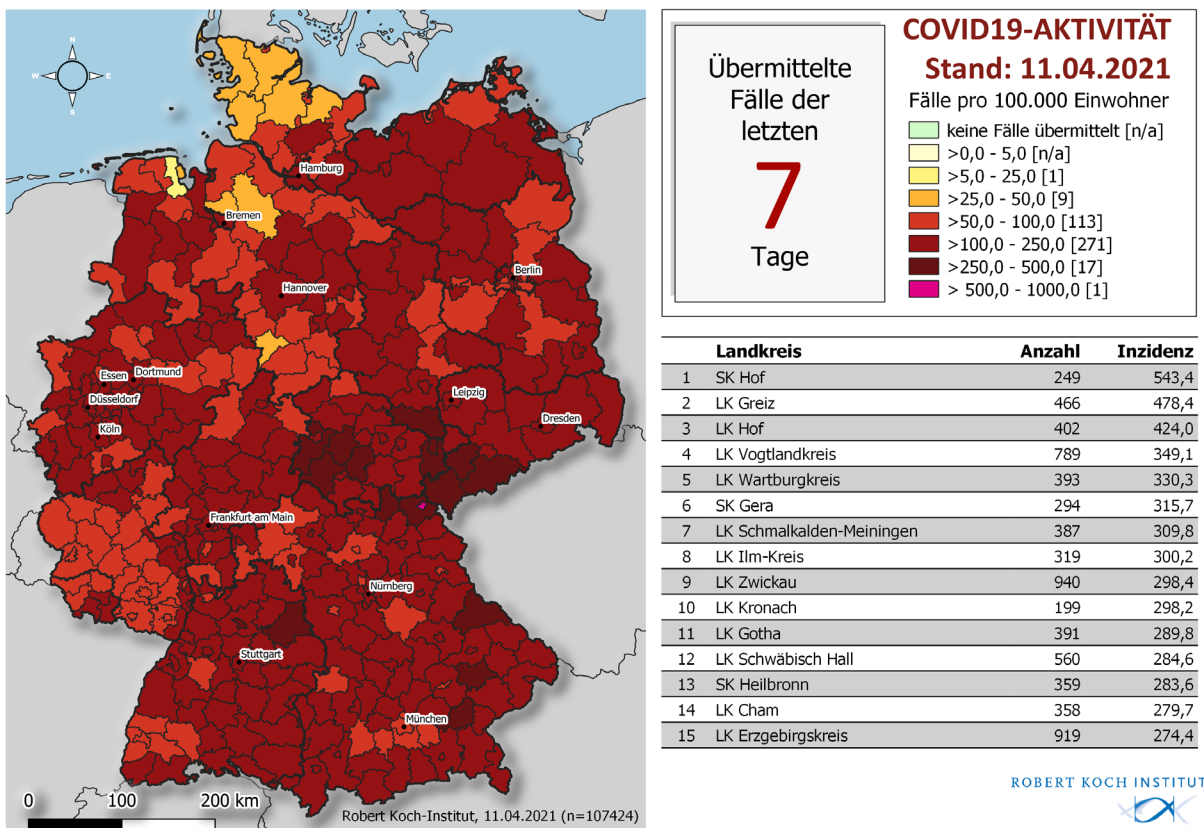 N
W
E
S
Hamburg
Bremen
Berlin
Hannover
Essen
Dortmund
Düsseldorf
Köln
Leipzig
Dresden
Frankfurt am Main
Nürnberg
Stuttgart
München
0 100 200 km
Robert Koch-Institut, 11.04.2021 (n=107424)
Übermittelte
Fälle der
letzten
7
Tage
COVID19-AKTIVITÄT
Stand: 11.04.2021
Fälle pro 100.000 Einwohner
keine Fälle übermittelt [n/a]
>0,0 - 5,0 [n/a]
>5,0 - 25,0 [1]
>25,0 - 50,0 [9]
>50,0 - 100,0 [113]
>100,0 - 250,0 [271]
>250,0 - 500,0 [17]
> 500,0 - 1000,0 [1]
Landkreis Anzahl Inzidenz
1 SK Hof 249 543,4
2 LK Greiz 466 478,4
3 LK Hof 402 424,0
4 LK Vogtlandkreis 789 349,1
5 LK Wartburgkreis 393 330,3
6 SK Gera 294 315,7
7 LK Schmalkalden-Meiningen 387 309,8
8 LK Ilm-Kreis 319 300,2
9 LK Zwickau 940 298,4
10 LK Kronach 199 298,2
11 LK Gotha 391 289,8
12 LK Schwäbisch Hall 560 284,6
13 SK Heilbronn 359 283,6
14 LK Cham 358 279,7
15 LK Erzgebirgskreis 919 274,4
ROBERT KOCH INSTITUT